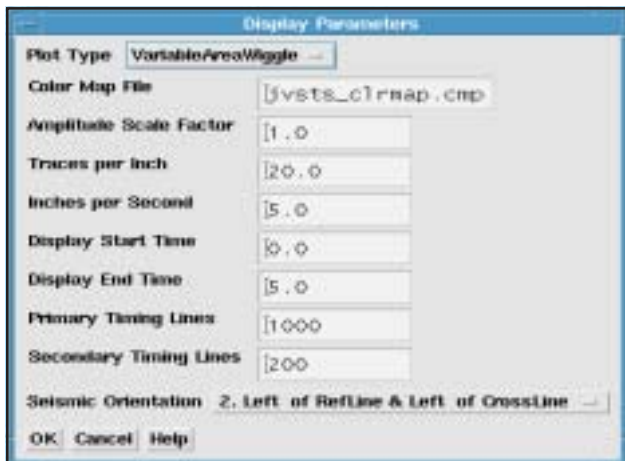 Display Parameters
Plot Type VariableAreaWiggle
Color Map File jvsts_clrmap.cmp
Amplitude Scale Factor 1.0
Traces per Inch 20.0
Inches per Second 5.0
Display Start Time 0.0
Display End Time 5.0
Primary Timing Lines 1000
Secondary Timing Lines 200
Seismic Orientation 2. Left of RefLine & Left of CrossLine
OK Cancel Help